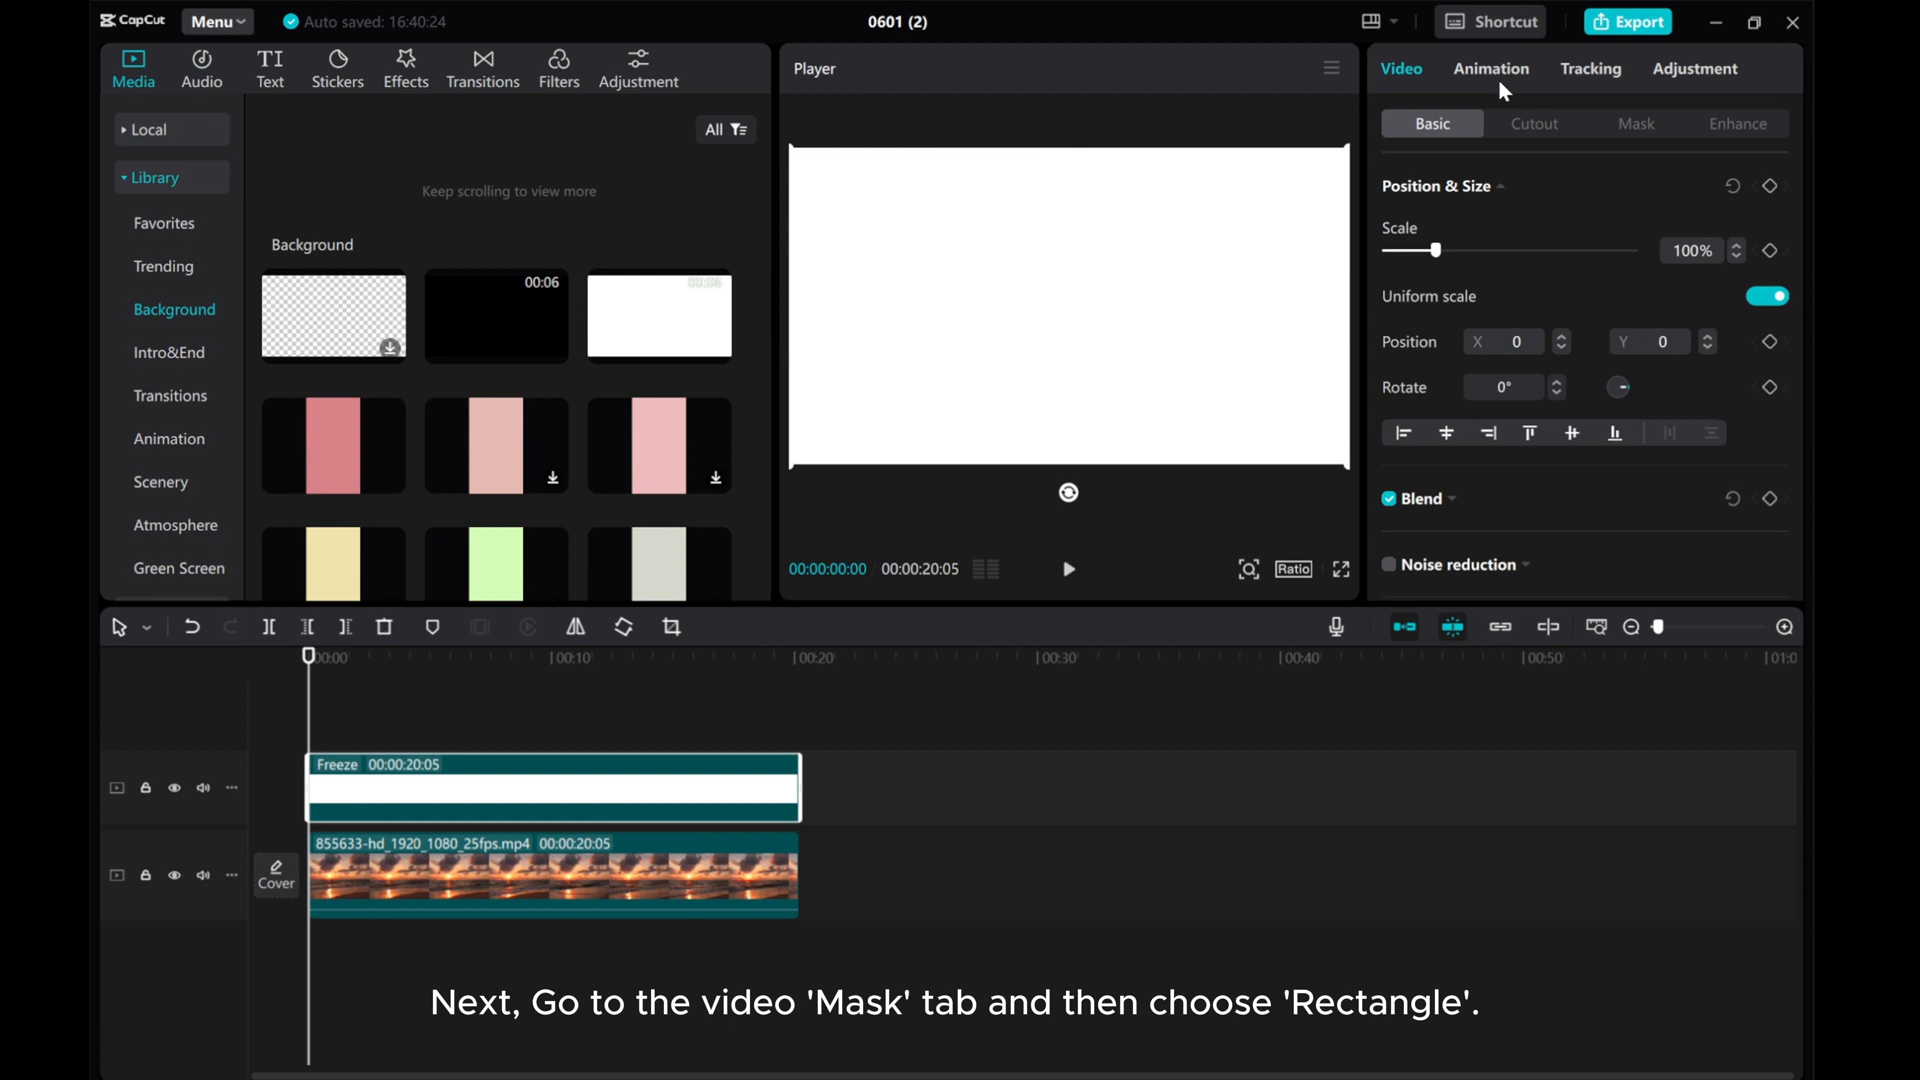 CapCut
Menu
Auto saved: 16:40:24
0601 (2)
Shortcut
Export
Media
Audio
Text
Stickers
Effects
Transitions
Filters
Adjustment
Local
Library
Favorites
Trending
Background
Intro&End
Transitions
Animation
Scenery
Atmosphere
Green Screen
All
Keep scrolling to view more
Background
00:06
00:06
Player
00:00:00:00
00:00:20:05
Ratio
Video
Animation
Tracking
Adjustment
Basic
Cutout
Mask
Enhance
Position & Size
Scale
100%
Uniform scale
Position
X 0
Y 0
Rotate
0°
Blend
Noise reduction
00:00
00:10
00:20
00:30
00:40
00:50
01:0
Freeze 00:00:20:05
855633-hd_1920_1080_25fps.mp4 00:00:20:05
Cover
Next, Go to the video 'Mask' tab and then choose 'Rectangle'.